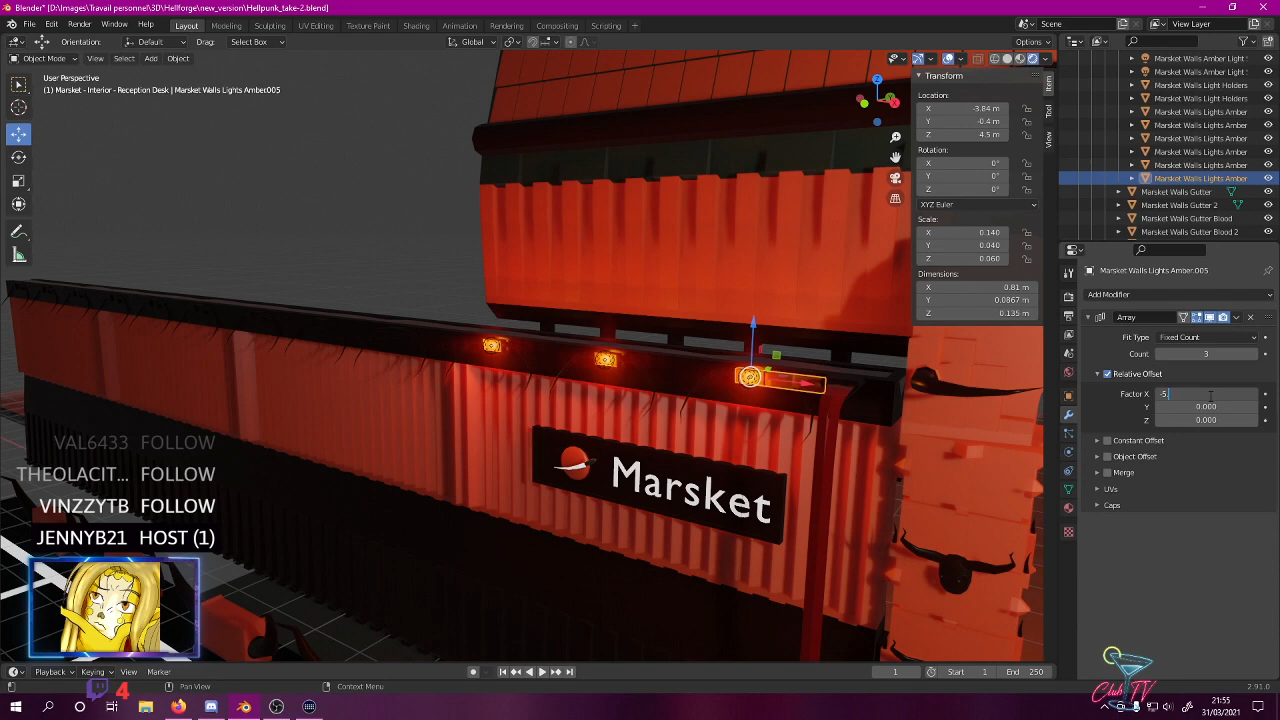 Blender* [D:\Images\Travail personnel\3D\Hellforge\new_version\Hellpunk_take-2.blend]
File Edit Render Window Help Layout Modeling Sculpting UV Editing Texture Paint Shading Animation Rendering Compositing Scripting + Scene View Layer
Orientation: Default Drag: Select Box Global Options
Object Mode View Select Add Object
User Perspective
(1) Marsket - Interior - Reception Desk | Marsket Walls Lights Amber.005
Z
X
Transform
Location:
X -3.84 m
Y -0.4 m
Z 4.5 m
Rotation:
X 0°
Y 0°
Z 0°
XYZ Euler
Scale:
X 0.140
Y 0.040
Z 0.060
Dimensions:
X 0.81 m
Y 0.0867 m
Z 0.135 m
Item
Tool
View
Marsket Walls Amber Light
Marsket Walls Amber Light
Marsket Walls Light Holders
Marsket Walls Light Holders
Marsket Walls Lights Amber
Marsket Walls Lights Amber
Marsket Walls Lights Amber
Marsket Walls Lights Amber
Marsket Walls Lights Amber
Marsket Walls Lights Amber
Marsket Walls Gutter
Marsket Walls Gutter 2
Marsket Walls Gutter Blood
Marsket Walls Gutter Blood 2
Marsket Walls Lights Amber.005
Add Modifier
Array
Fit Type Fixed Count
Count 3
Relative Offset
Factor X -5.
Y 0.000
Z 0.000
Constant Offset
Object Offset
Merge
UVs
Caps
Marsket
VAL6433 FOLLOW
THEOLACIT... FOLLOW
VINZZYTB FOLLOW
JENNYB21 HOST (1)
Playback Keying View Marker 1 Start 1 End 250
Pan View Context Menu 2.91.0
4
Club TV
21:55
31/03/2021